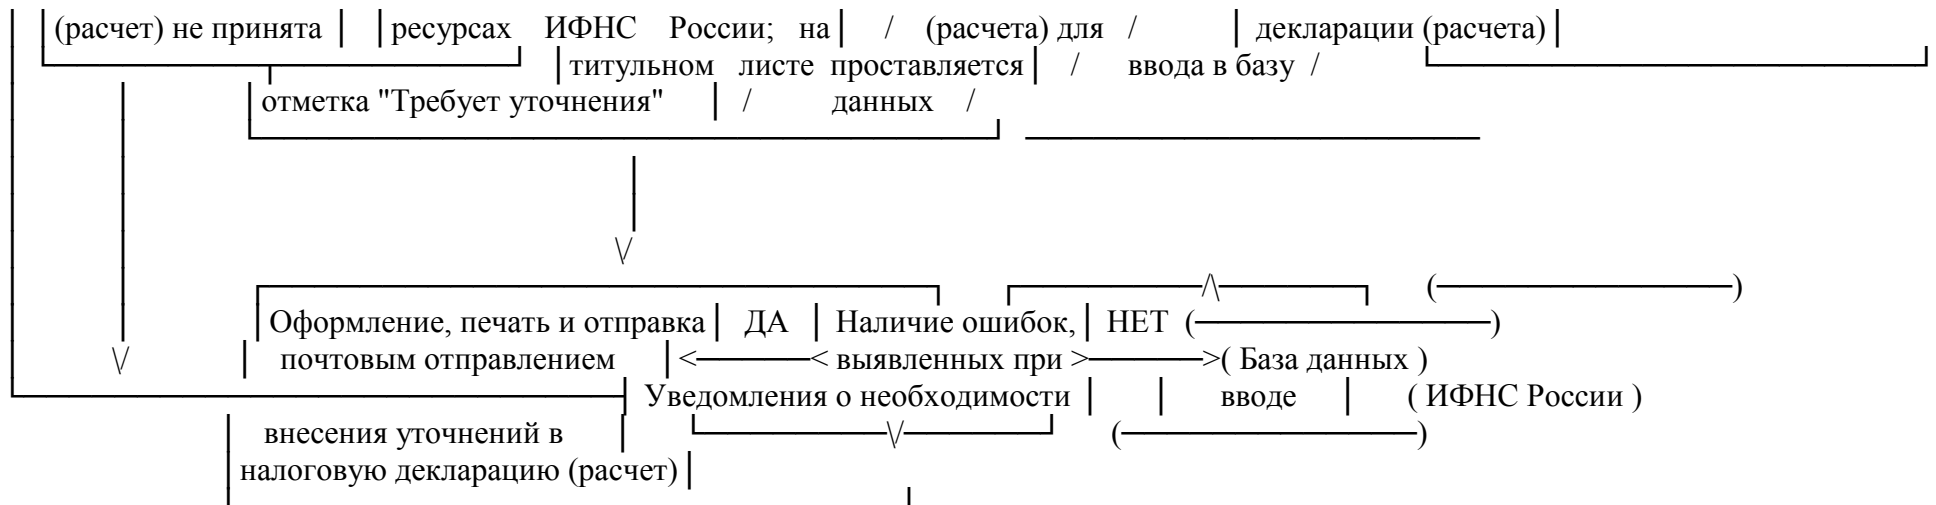 (расчет) не принята ресурсах ИФНС России; на / (расчета) для / декларации (расчета)
титульном листе проставляется / ввода в базу /
отметка "Требует уточнения" / данных /
Оформление, печать и отправка ДА Наличие ошибок, НЕТ
почтовым отправлением < < выявленных при > >( База данных )
Уведомления о необходимости вводе ( ИФНС России )
внесения уточнений в
налоговую декларацию (расчет)